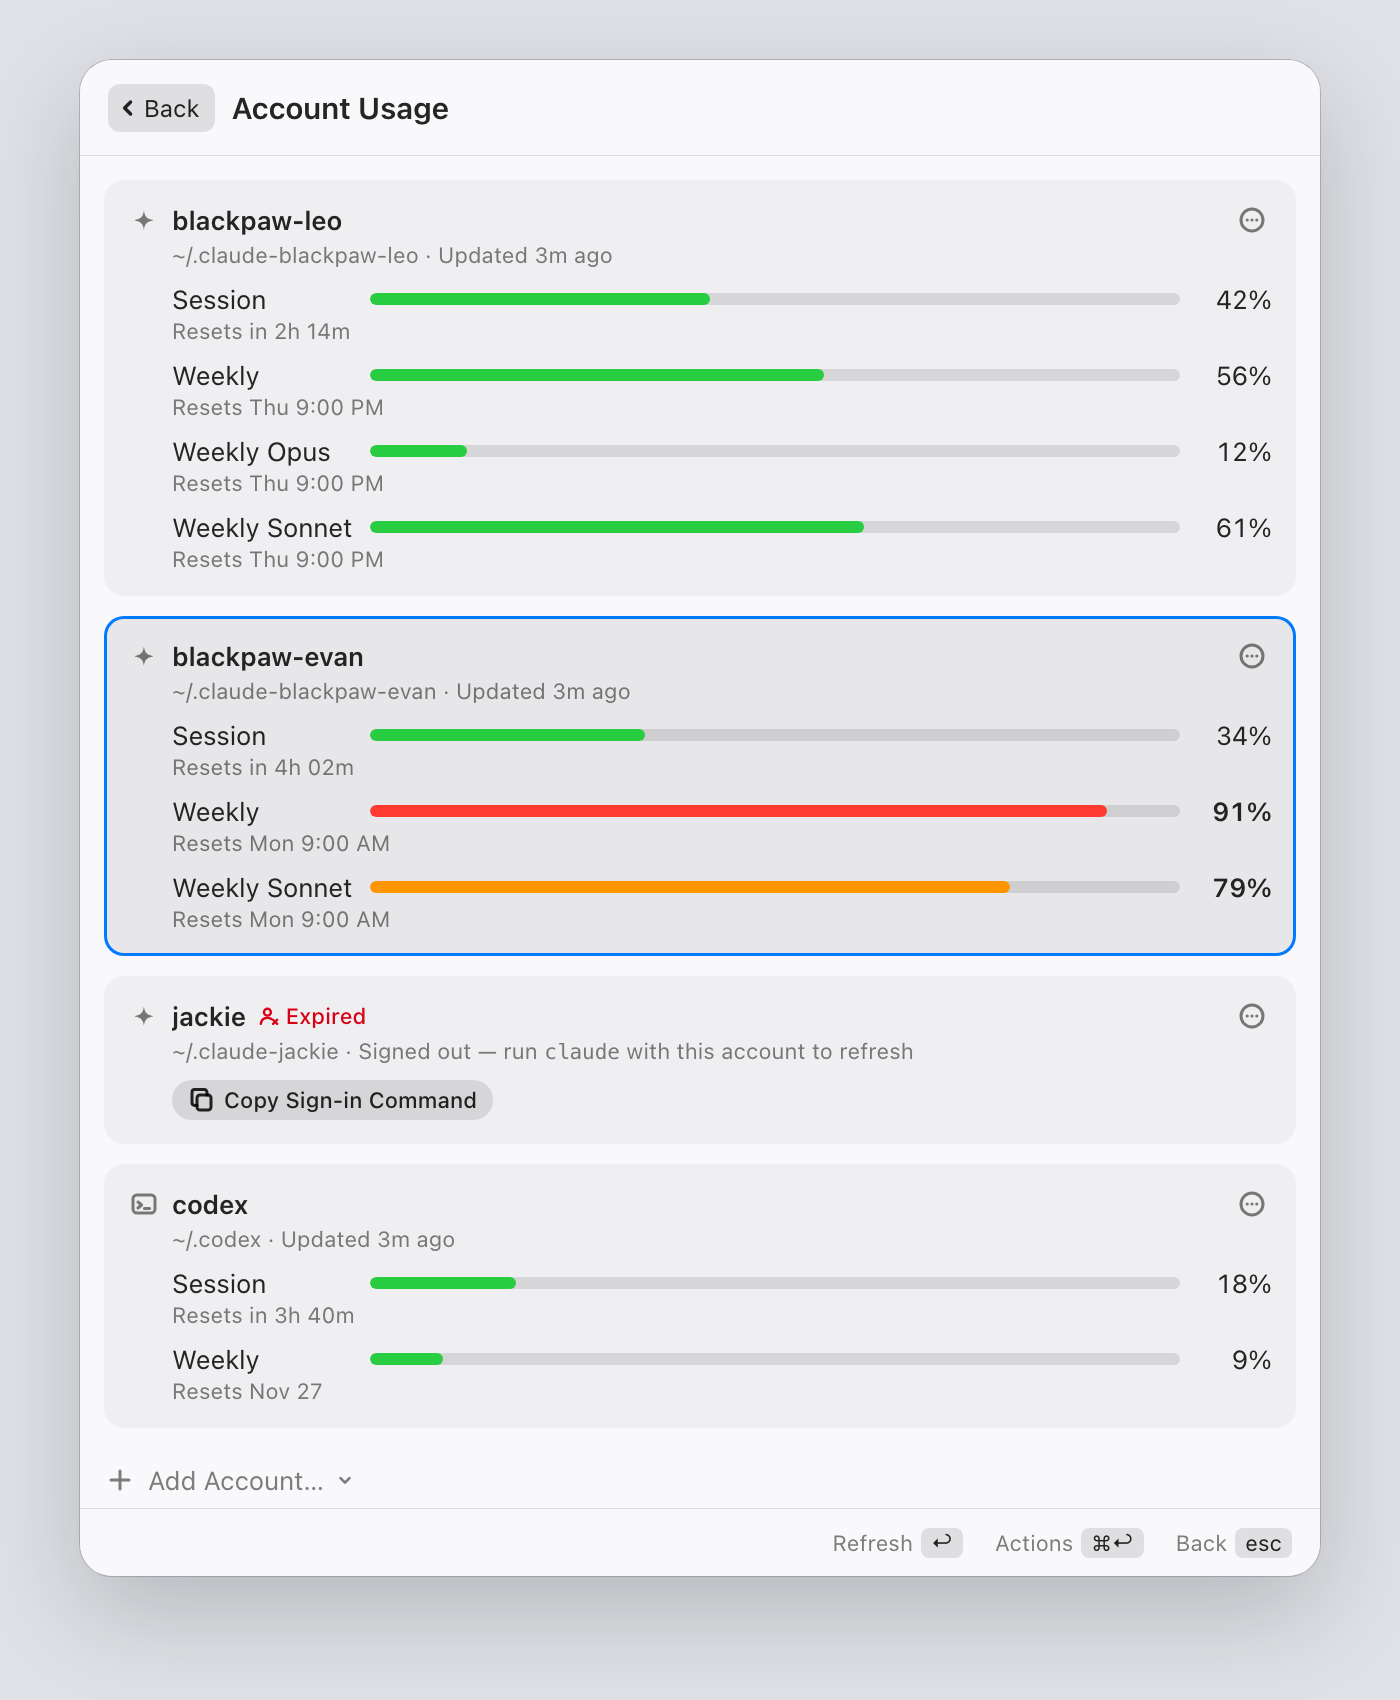 Back
Account Usage
blackpaw-leo
~/.claude-blackpaw-leo · Updated 3m ago
Session 42%
Resets in 2h 14m
Weekly 56%
Resets Thu 9:00 PM
Weekly Opus 12%
Resets Thu 9:00 PM
Weekly Sonnet 61%
Resets Thu 9:00 PM
blackpaw-evan
~/.claude-blackpaw-evan · Updated 3m ago
Session 34%
Resets in 4h 02m
Weekly 91%
Resets Mon 9:00 AM
Weekly Sonnet 79%
Resets Mon 9:00 AM
jackie Expired
~/.claude-jackie · Signed out — run claude with this account to refresh
Copy Sign-in Command
codex
~/.codex · Updated 3m ago
Session 18%
Resets in 3h 40m
Weekly 9%
Resets Nov 27
Add Account...
Refresh ↩ Actions ⌘↩ Back esc